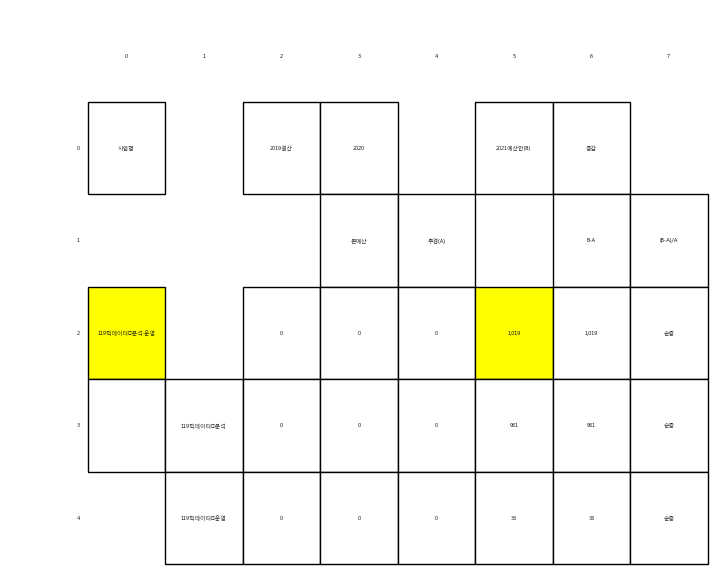 0 1 2 3 4 5 6 7
0 사업명 2019결산 2020 2021예산안(B) 증감
1 본예산 추경(A) B-A (B-A)/A
2 119빅데이터□분석·운영 0 0 0 1,019 1,019 순증
3 119빅데이터□분석 0 0 0 981 981 순증
4 119빅데이터□운영 0 0 0 38 38 순증